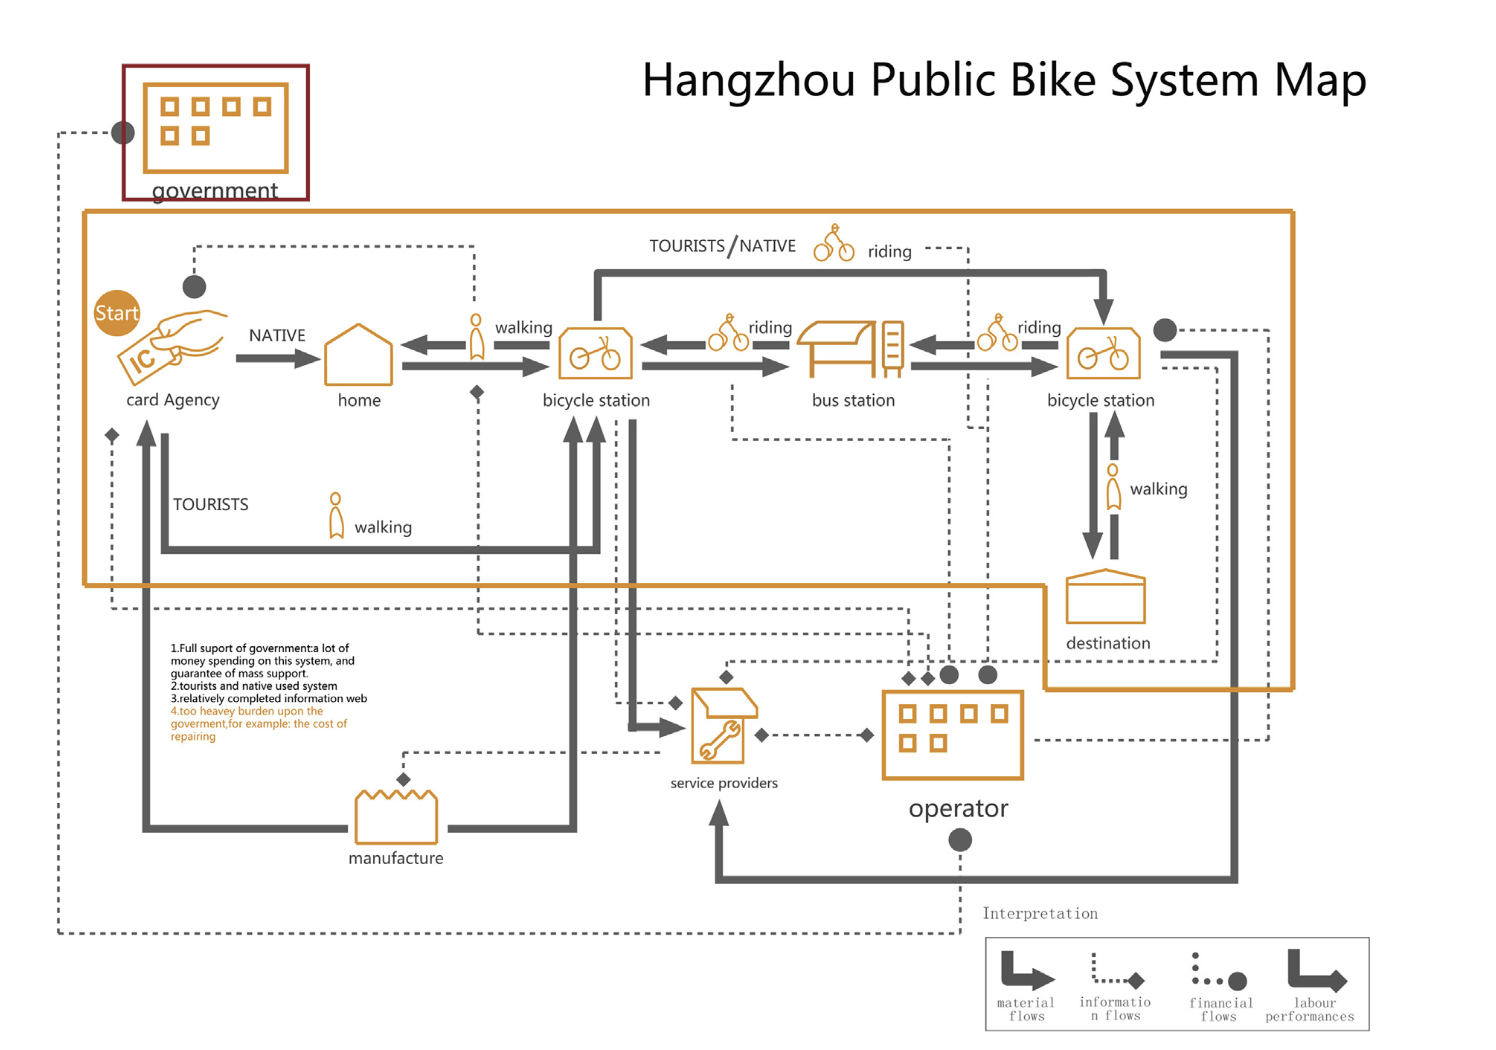 Hangzhou Public Bike System Map
government
TOURISTS/NATIVE
riding
Start
IC
NATIVE
walking
riding
riding
card Agency
home
bicycle station
bus station
bicycle station
TOURISTS
walking
walking
destination
1.Full suport of government:a lot of
money spending on this system, and
guarantee of mass support.
2.tourists and native used system
3.relatively completed information web
4.too heavey burden upon the
goverment,for example: the cost of
repairing
service providers
operator
manufacture
Interpretation
material
flows
informatio
n flows
financial
flows
labour
performances